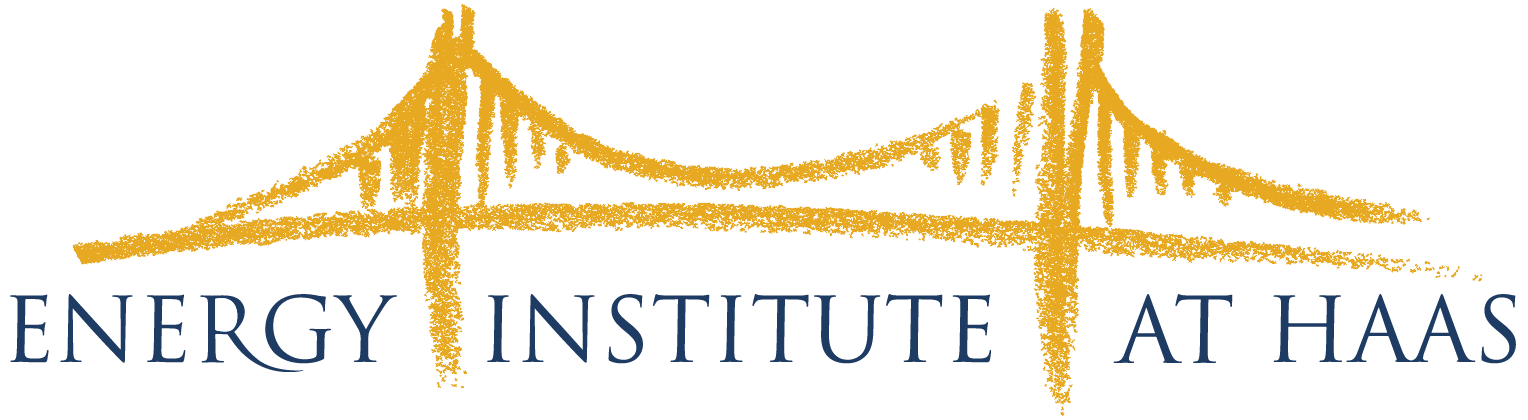 ENERGY INSTITUTE AT HAAS